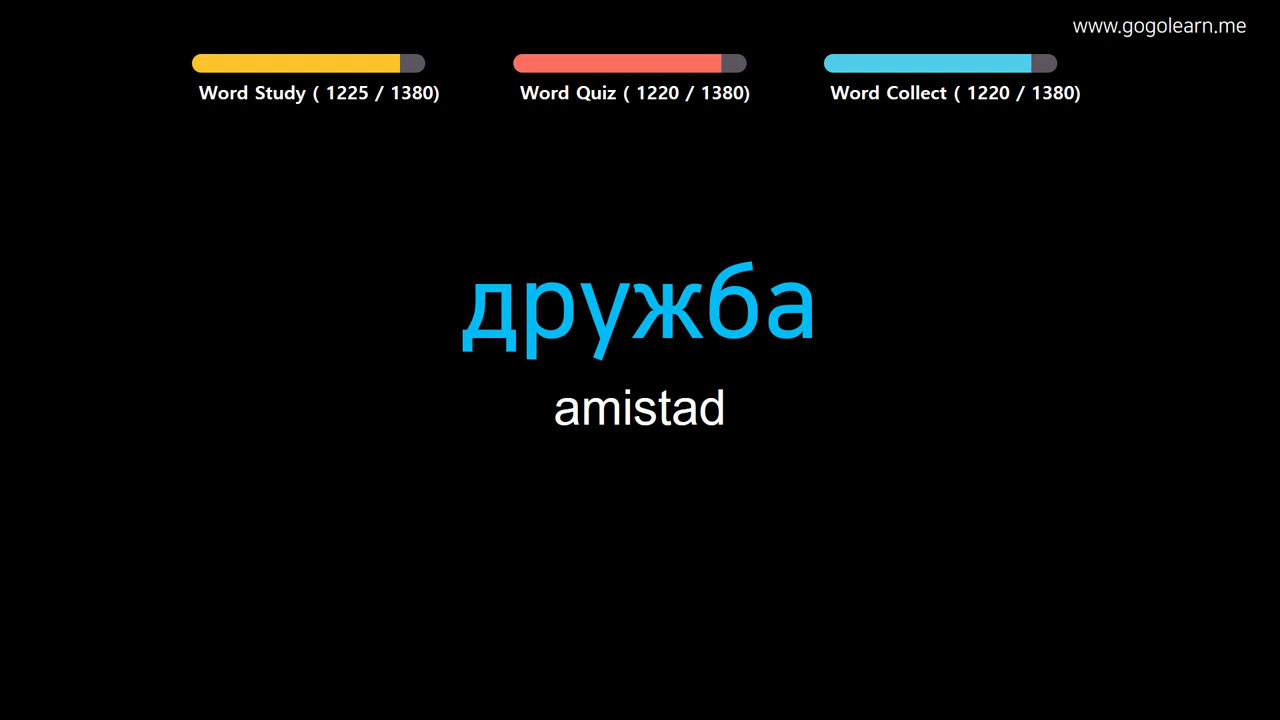 www.gogolearn.me
Word Study ( 1225 / 1380)
Word Quiz ( 1220 / 1380)
Word Collect ( 1220 / 1380)
дружба
amistad